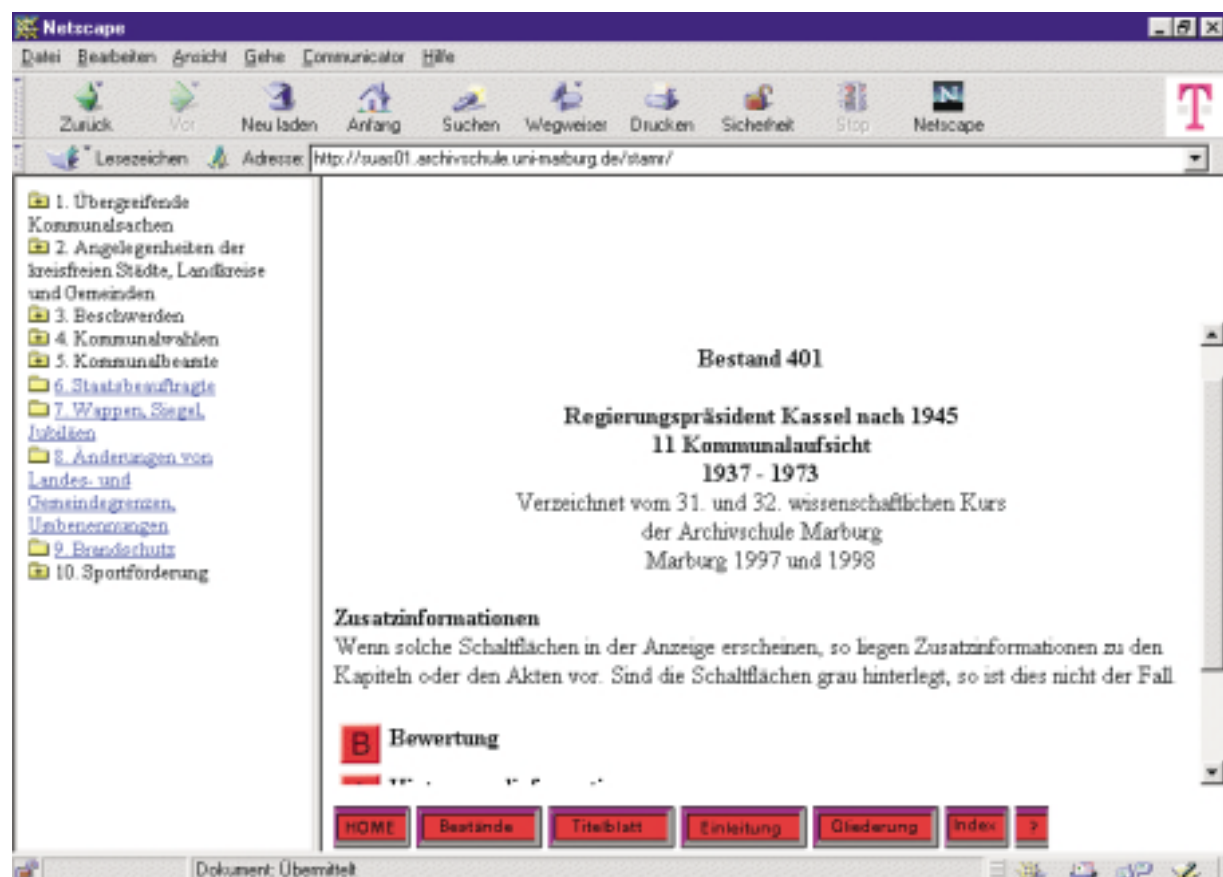 Netscape
Datei Bearbeiten Ansicht Gehe Communicator Hilfe
Zurück Vor Neu laden Anfang Suchen Wegweiser Drucken Sicherheit Stop Netscape
T
Lesezeichen Adresse: http://suas01.archivschule.uni-marburg.de/stamr/
1. Übergreifende
Kommunalsachen
2. Angelegenheiten der
kreisfreien Städte, Landkreise
und Gemeinden
3. Beschwerden
4. Kommunalwahlen
5. Kommunalbeamte
6. Staatsbeauftragte
7. Wappen, Siegel,
Jubiläen
8. Änderungen von
Landes- und
Gemeindegrenzen,
Umbenennungen
9. Brandschutz
10. Sportförderung
Bestand 401
Regierungspräsident Kassel nach 1945
11 Kommunalaufsicht
1937 - 1973
Verzeichnet vom 31. und 32. wissenschaftlichen Kurs
der Archivschule Marburg
Marburg 1997 und 1998
Zusatzinformationen
Wenn solche Schaltflächen in der Anzeige erscheinen, so liegen Zusatzinformationen zu den
Kapiteln oder den Akten vor. Sind die Schaltflächen grau hinterlegt, so ist dies nicht der Fall
B Bewertung
HOME Bestände Titelblatt Einleitung Gliederung Index ?
Dokument: Übermittelt